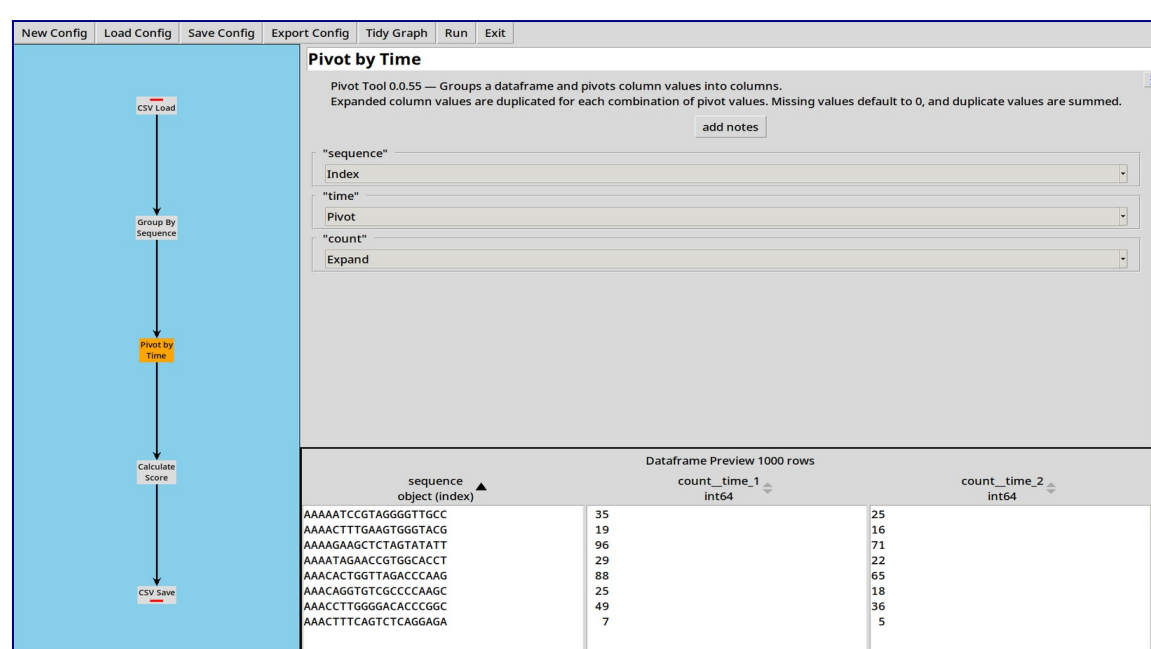 New Config Load Config Save Config Export Config Tidy Graph Run Exit
CSV Load
Group By
Sequence
Pivot by
Time
Calculate
Score
CSV Save
Pivot by Time
Pivot Tool 0.0.55 — Groups a dataframe and pivots column values into columns.
Expanded column values are duplicated for each combination of pivot values. Missing values default to 0, and duplicate values are summed.
add notes
"sequence"
Index
"time"
Pivot
"count"
Expand
Dataframe Preview 1000 rows
sequence count__time_1 count__time_2
object (index) int64 int64
AAAAATCCGTAGGGGTTGCC 35 25
AAAACTTTGAAGTGGGTACG 19 16
AAAAGAAGCTCTAGTATATT 96 71
AAAATAGAACCGTGGCACCT 29 22
AAACACTGGTTAGACCCAAG 88 65
AAACAGGTGTCGCCCCAAGC 25 18
AAACCTTGGGGACACCCGGC 49 36
AAACTTTCAGTCTCAGGAGA 7 5